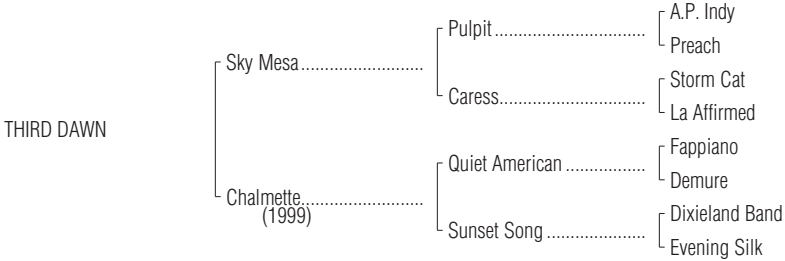 A.P. Indy
Pulpit..............................
Preach
Sky Mesa........................
Storm Cat
Caress.............................
La Affirmed
THIRD DAWN
Fappiano
Quiet American ................
Demure
Chalmette........................
(1999)
Dixieland Band
Sunset Song ....................
Evening Silk